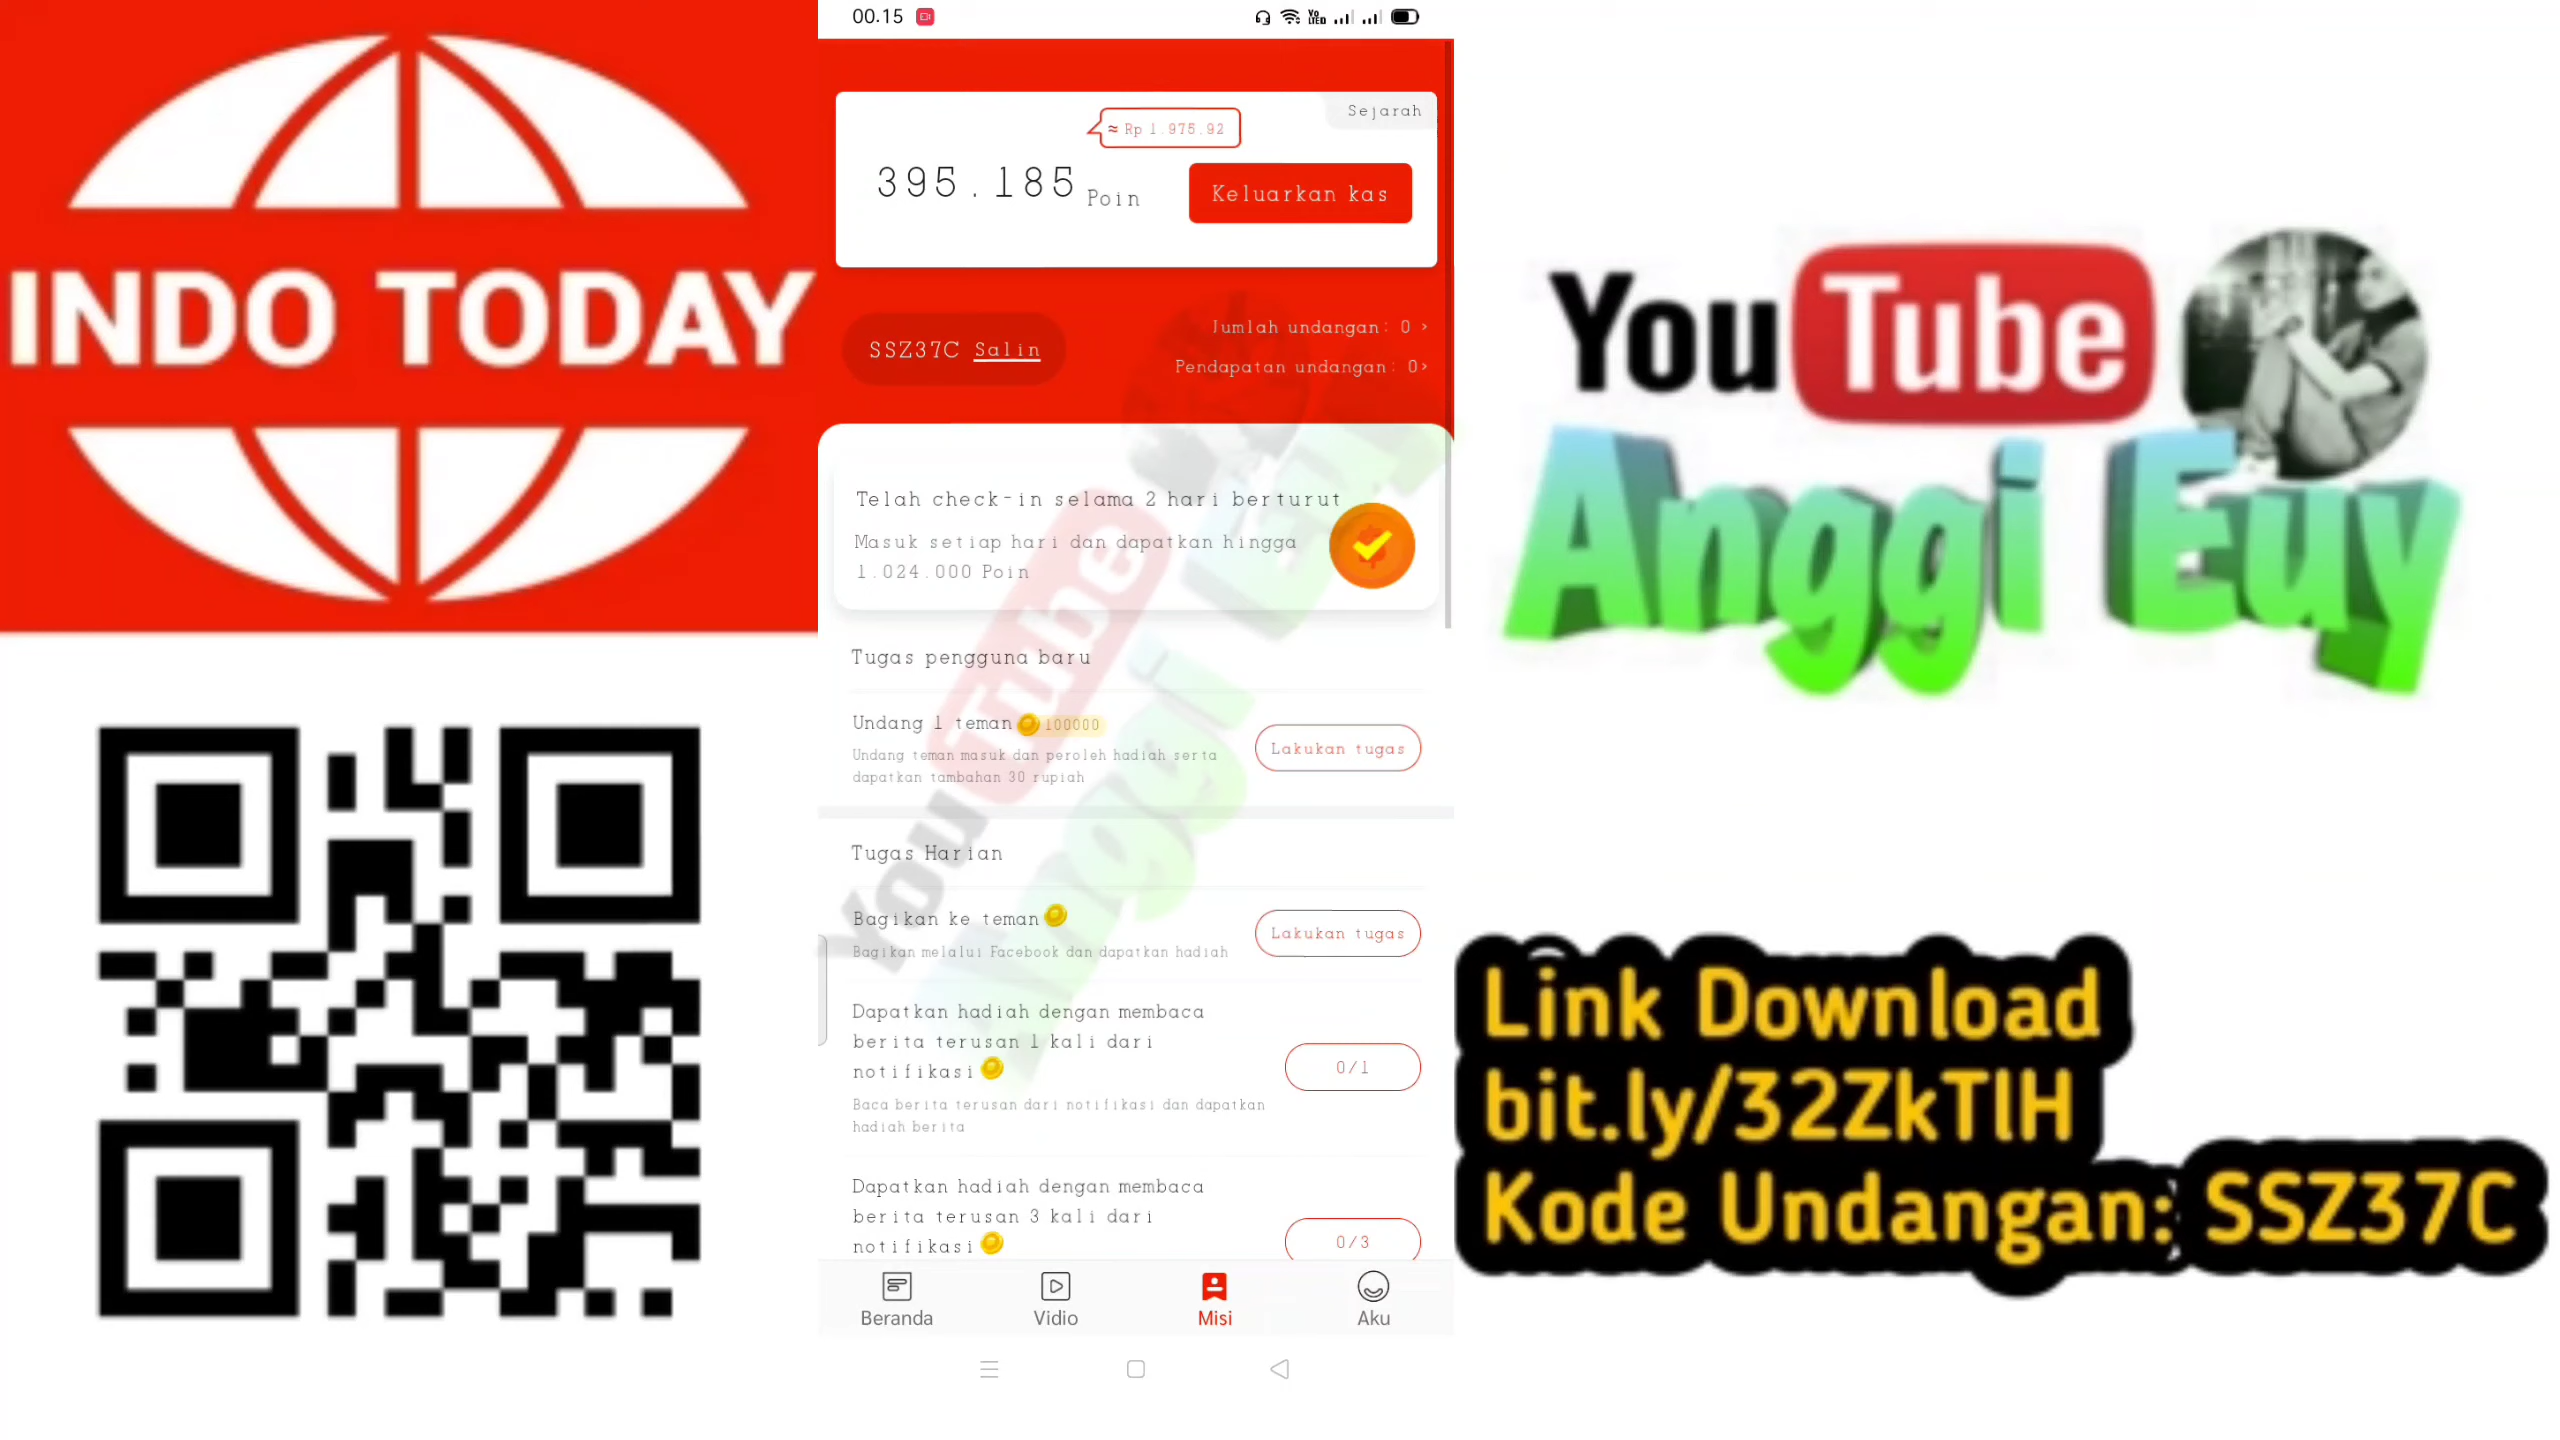 INDO TODAY
00.15
Sejarah
≈ Rp 1.975.92
395.185 Poin
Keluarkan kas
SSZ37C Salin
Jumlah undangan: 0 >
Pendapatan undangan: 0>
Telah check-in selama 2 hari berturut
Masuk setiap hari dan dapatkan hingga
1.024.000 Poin
Tugas pengguna baru
Undang 1 teman 100000
Undang teman masuk dan peroleh hadiah serta
dapatkan tambahan 30 rupiah
Lakukan tugas
Tugas Harian
Bagikan ke teman
Bagikan melalui Facebook dan dapatkan hadiah
Lakukan tugas
Dapatkan hadiah dengan membaca
berita terusan 1 kali dari
notifikasi
0/1
Baca berita terusan dari notifikasi dan dapatkan
hadiah berita
Dapatkan hadiah dengan membaca
berita terusan 3 kali dari
notifikasi
0/3
Beranda
Vidio
Misi
Aku
YouTube
Anggi Euy
YouTube
Anggi Euy
Link Download
bit.ly/32ZkTlH
Kode Undangan: SSZ37C